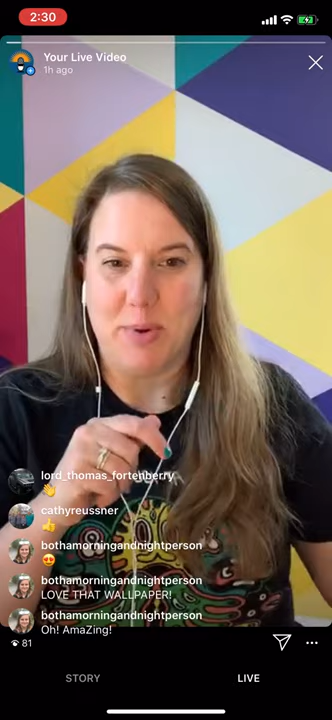 2:30
Your Live Video
1h ago
lord_thomas_fortenberry
👋
cathyreussner
👍
bothamorningandnightperson
😍
bothamorningandnightperson
LOVE THAT WALLPAPER!
bothamorningandnightperson
Oh! AmaZing!
81
STORY
LIVE